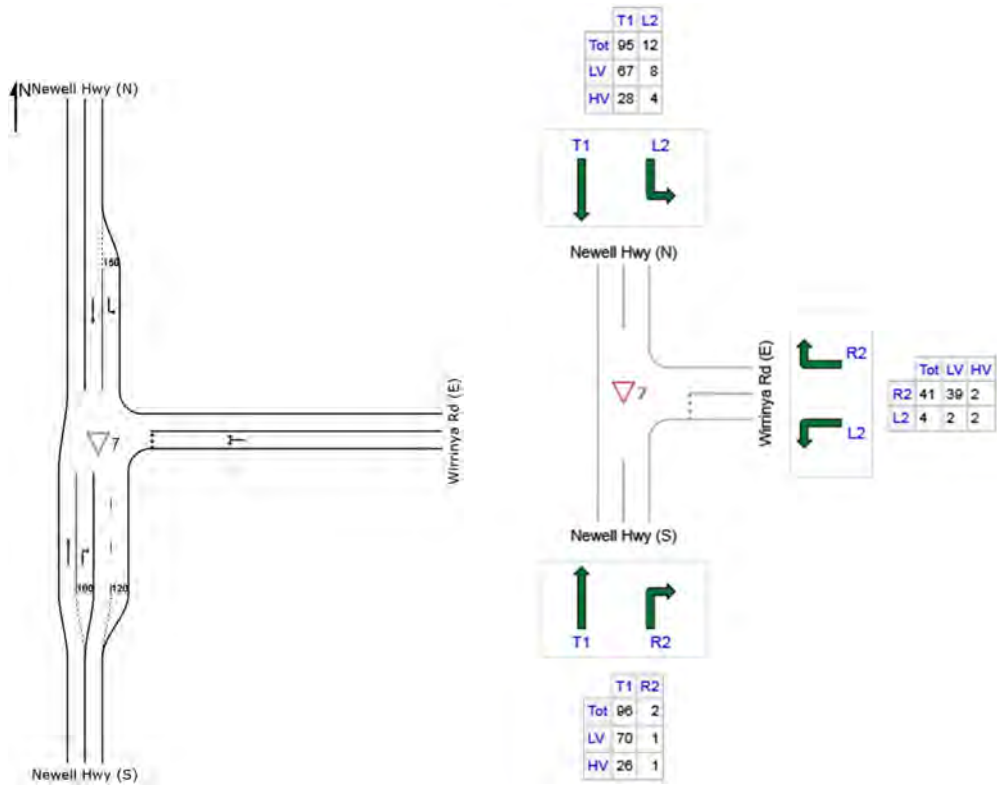 N
Newell Hwy (N)
150
7
Wirrinya Rd (E)
100
120
Newell Hwy (S)
T1 L2
Tot 95 12
LV 67 8
HV 28 4
T1 L2
Newell Hwy (N)
7
Wirrinya Rd (E)
R2
L2
Tot LV HV
R2 41 39 2
L2 4 2 2
Newell Hwy (S)
T1 R2
T1 R2
Tot 96 2
LV 70 1
HV 26 1